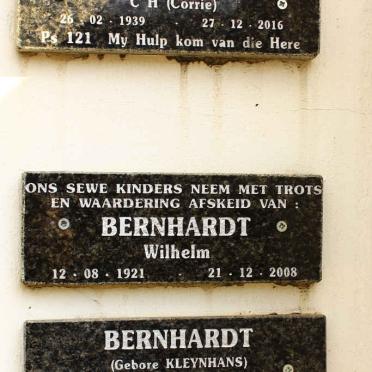 C H (Corrie)
26 · 02 · 1939 · 27 · 12 · 2016
Ps 121 My Hulp kom van die Here
ONS SEWE KINDERS NEEM MET TROTS
EN WAARDERING AFSKEID VAN :
BERNHARDT
Wilhelm
12 · 08 · 1921 · 21 · 12 · 2008
BERNHARDT
(Gebore KLEYNHANS)